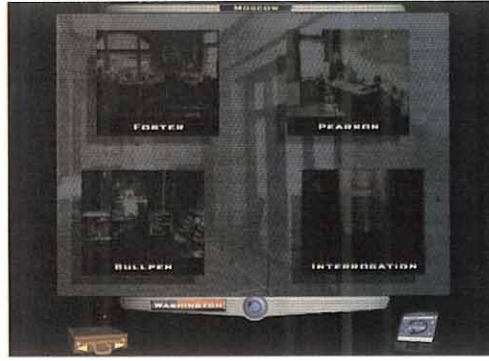 MOSCOW
FOSTER
PEARSON
BULLPEN
INTERROGATION
WASHINGTON